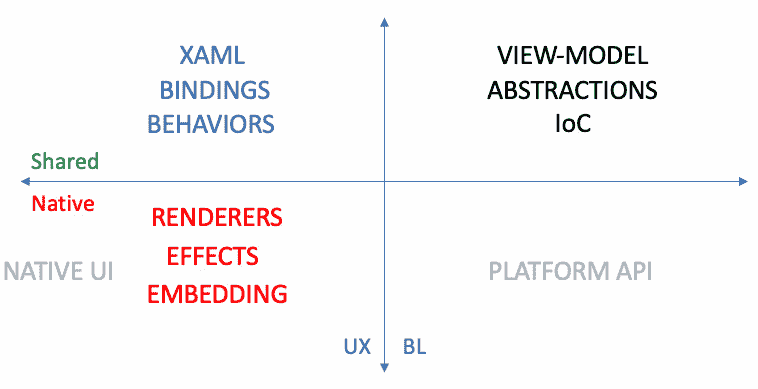 XAML
BINDINGS
BEHAVIORS
VIEW-MODEL
ABSTRACTIONS
IoC
Shared
Native
RENDERERS
EFFECTS
EMBEDDING
NATIVE UI
PLATFORM API
UX
BL